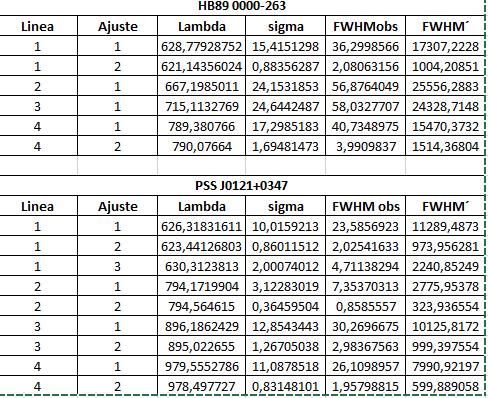 HB89 0000-263
Linea Ajuste Lambda sigma FWHMobs FWHM´
1 1 628,77928752 15,4151298 36,2998566 17307,2228
1 2 621,14356024 0,88356287 2,08063156 1004,20851
2 1 667,1985011 24,1531853 56,8764049 25556,2883
3 1 715,1132769 24,6442487 58,0327707 24328,7148
4 1 789,380766 17,2985183 40,7348975 15470,3732
4 2 790,07664 1,69481473 3,9909837 1514,36804
PSS J0121+0347
Linea Ajuste Lambda sigma FWHM obs FWHM´
1 1 626,31831611 10,0159213 23,5856923 11289,4873
1 2 623,44126803 0,86011512 2,02541633 973,956281
1 3 630,3123813 2,00074012 4,71138294 2240,85249
2 1 794,1719904 3,12283019 7,35370313 2775,95378
2 2 794,564615 0,36459504 0,8585557 323,936554
3 1 896,1862429 12,8543443 30,2696675 10125,8172
3 2 895,022655 1,26705038 2,98367563 999,397554
4 1 979,5552786 11,0878518 26,1098957 7990,92197
4 2 978,497727 0,83148101 1,95798815 599,889058